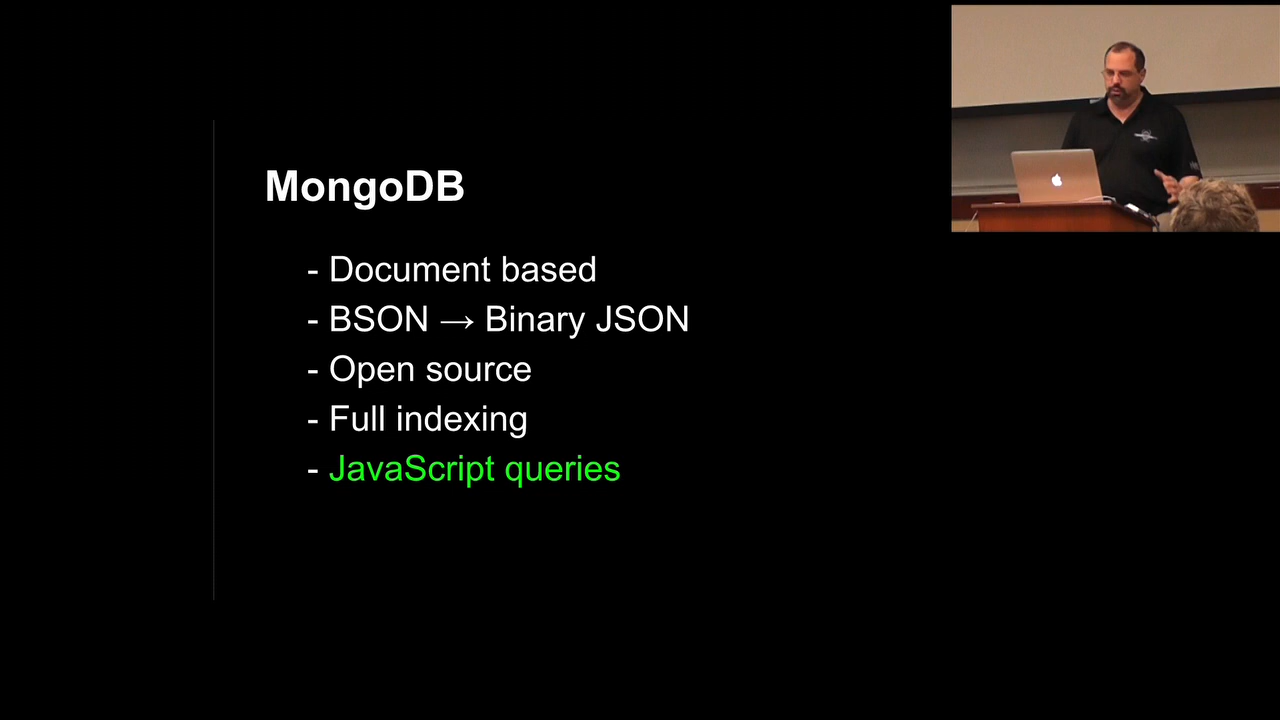 MongoDB
- Document based
- BSON → Binary JSON
- Open source
- Full indexing
- JavaScript queries